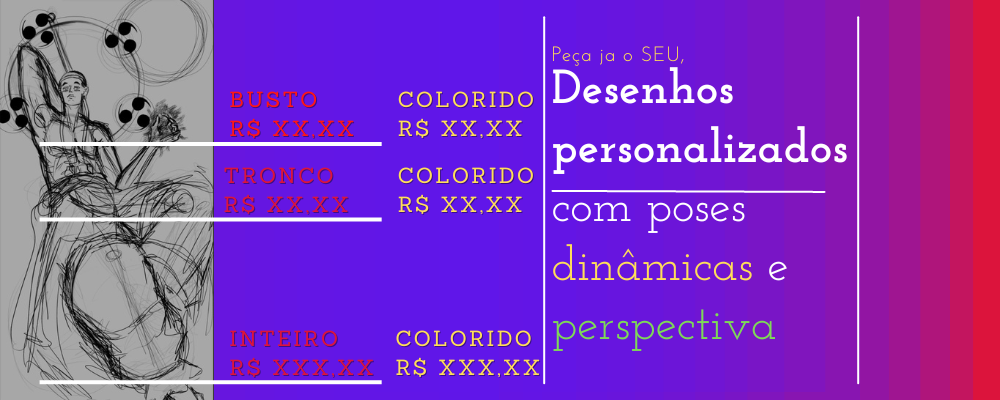 BUSTO
R$ XX,XX
COLORIDO
R$ XX,XX
TRONCO
R$ XX,XX
COLORIDO
R$ XX,XX
INTEIRO
R$ XXX,XX
COLORIDO
R$ XXX,XX
Peça ja o SEU,
Desenhos
personalizados
com poses
dinâmicas e
perspectiva